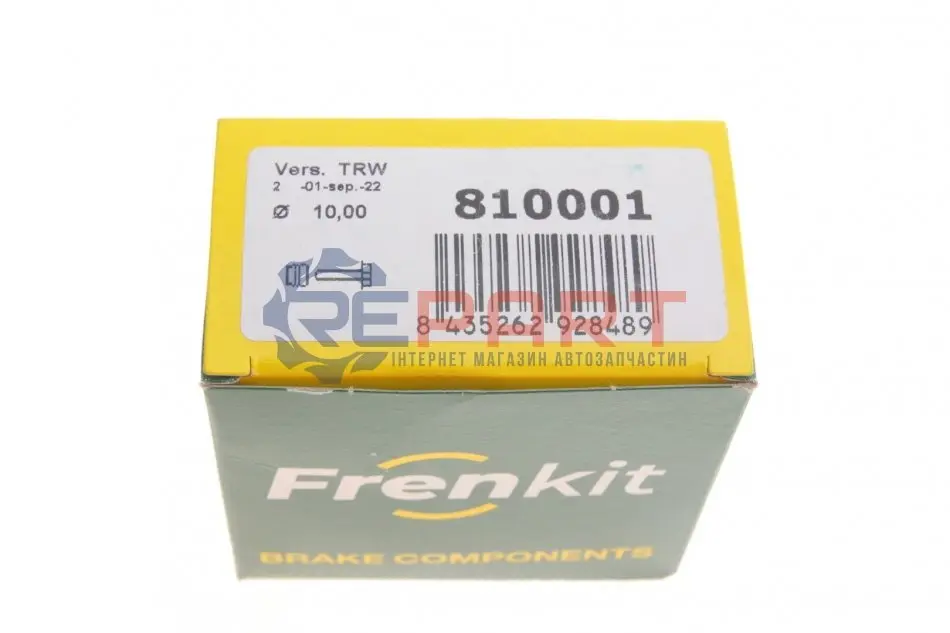 Vers. TRW
2 -01-sep.-22
Ø 10,00
810001
8 435262 928489
REPART
ІНТЕРНЕТ МАГАЗИН АВТОЗАПЧАСТИН
Frenkit
BRAKE COMPONENTS